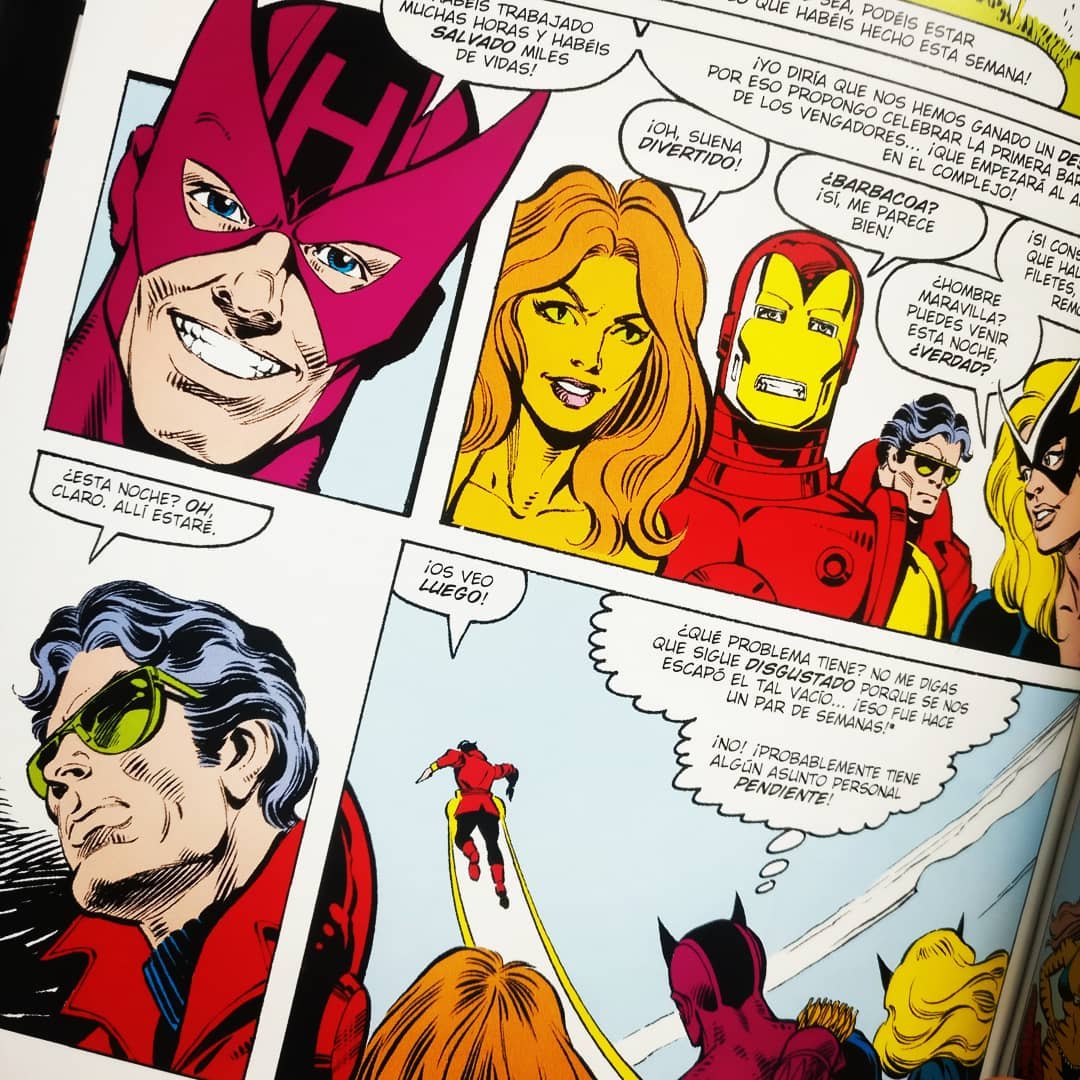 HABÉIS TRABAJADO
MUCHAS HORAS Y HABÉIS
SALVADO MILES
DE VIDAS!
SEA, PODÉIS ESTAR
QUE HABÉIS HECHO ESTA SEMANA!
¡YO DIRÍA QUE NOS HEMOS GANADO UN
POR ESO PROPONGO CELEBRAR LA PRIMERA
DE LOS VENGADORES... ¡QUE EMPEZARÁ AL
EN EL COMPLEJO!
H
¡OH, SUENA
DIVERTIDO!
¿BARBACOA?
¡SÍ, ME PARECE
BIEN!
¡SI
QUE
FILETES,
¿HOMBRE
MARAVILLA?
PUEDES VENIR
ESTA NOCHE,
¿VERDAD?
¿ESTA NOCHE? OH,
CLARO. ALLÍ ESTARÉ.
¡OS VEO
LUEGO!
¿QUÉ PROBLEMA TIENE? NO ME DIGAS
QUE SIGUE DISGUSTADO PORQUE SE NOS
ESCAPÓ EL TAL VACÍO... ¡ESO FUE HACE
UN PAR DE SEMANAS!*
¡NO! ¡PROBABLEMENTE TIENE
ALGÚN ASUNTO PERSONAL
PENDIENTE!